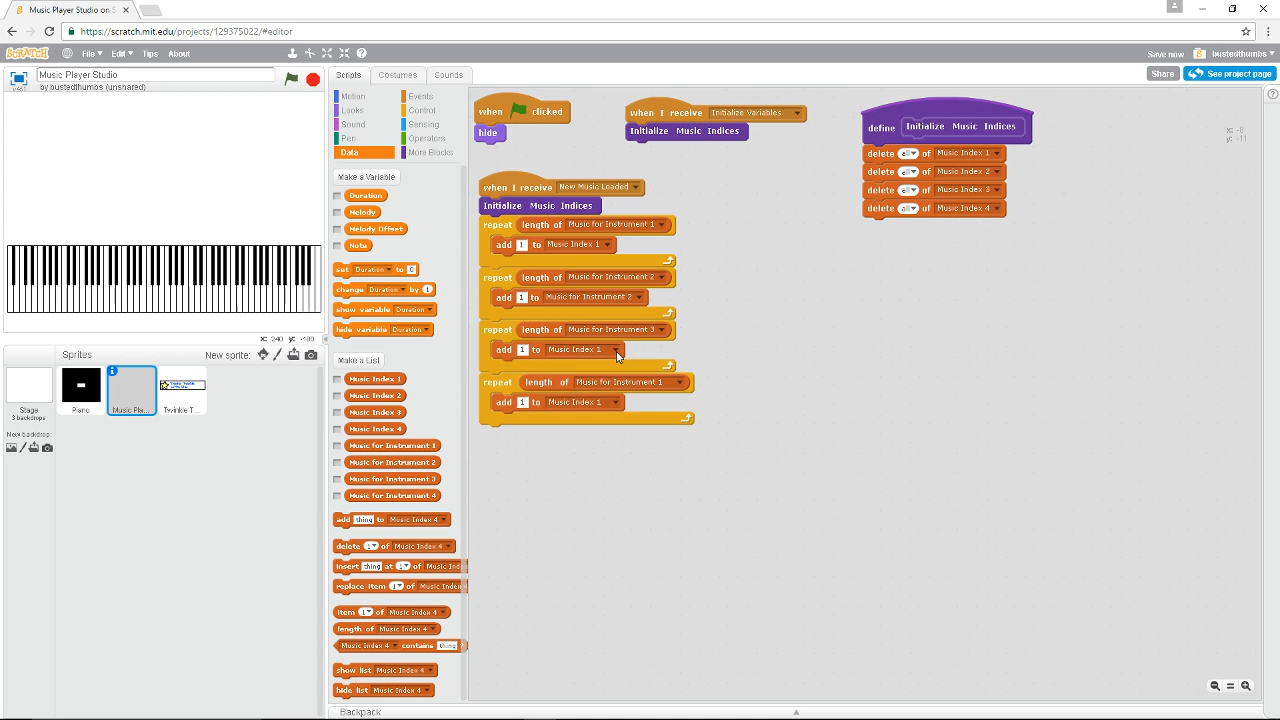 Music Player Studio on S
https://scratch.mit.edu/projects/129375022/#editor
SCRATCH File Edit Tips About Save now bustedthumbs
Music Player Studio
by bustedthumbs (unshared)
Share See project page
Scripts Costumes Sounds
Motion Events
Looks Control
Sound Sensing
Pen Operators
Data More Blocks
Make a Variable
Duration
Melody
Melody Offset
Note
set Duration to 0
change Duration by 1
show variable Duration
hide variable Duration
Make a List
Music Index 1
Music Index 2
Music Index 3
Music Index 4
Music for Instrument 1
Music for Instrument 2
Music for Instrument 3
Music for Instrument 4
add thing to Music Index 4
delete 1 of Music Index 4
insert thing at 1 of Music Index
replace item 1 of Music Index
item 1 of Music Index 4
length of Music Index 4
Music Index 4 contains thing
show list Music Index 4
hide list Music Index 4
when clicked
hide
when I receive Initialize Variables
Initialize Music Indices
define Initialize Music Indices
delete all of Music Index 1
delete all of Music Index 2
delete all of Music Index 3
delete all of Music Index 4
when I receive New Music Loaded
Initialize Music Indices
repeat length of Music for Instrument 1
add 1 to Music Index 1
repeat length of Music for Instrument 2
add 1 to Music for Instrument 2
repeat length of Music for Instrument 3
add 1 to Music Index 1
repeat length of Music for Instrument 1
add 1 to Music Index 1
x: -8
y: -11
x: 240 y: -180
Sprites New sprite:
Stage
3 backdrops
New backdrop:
Piano
Music Pla...
Twinkle T...
Backpack